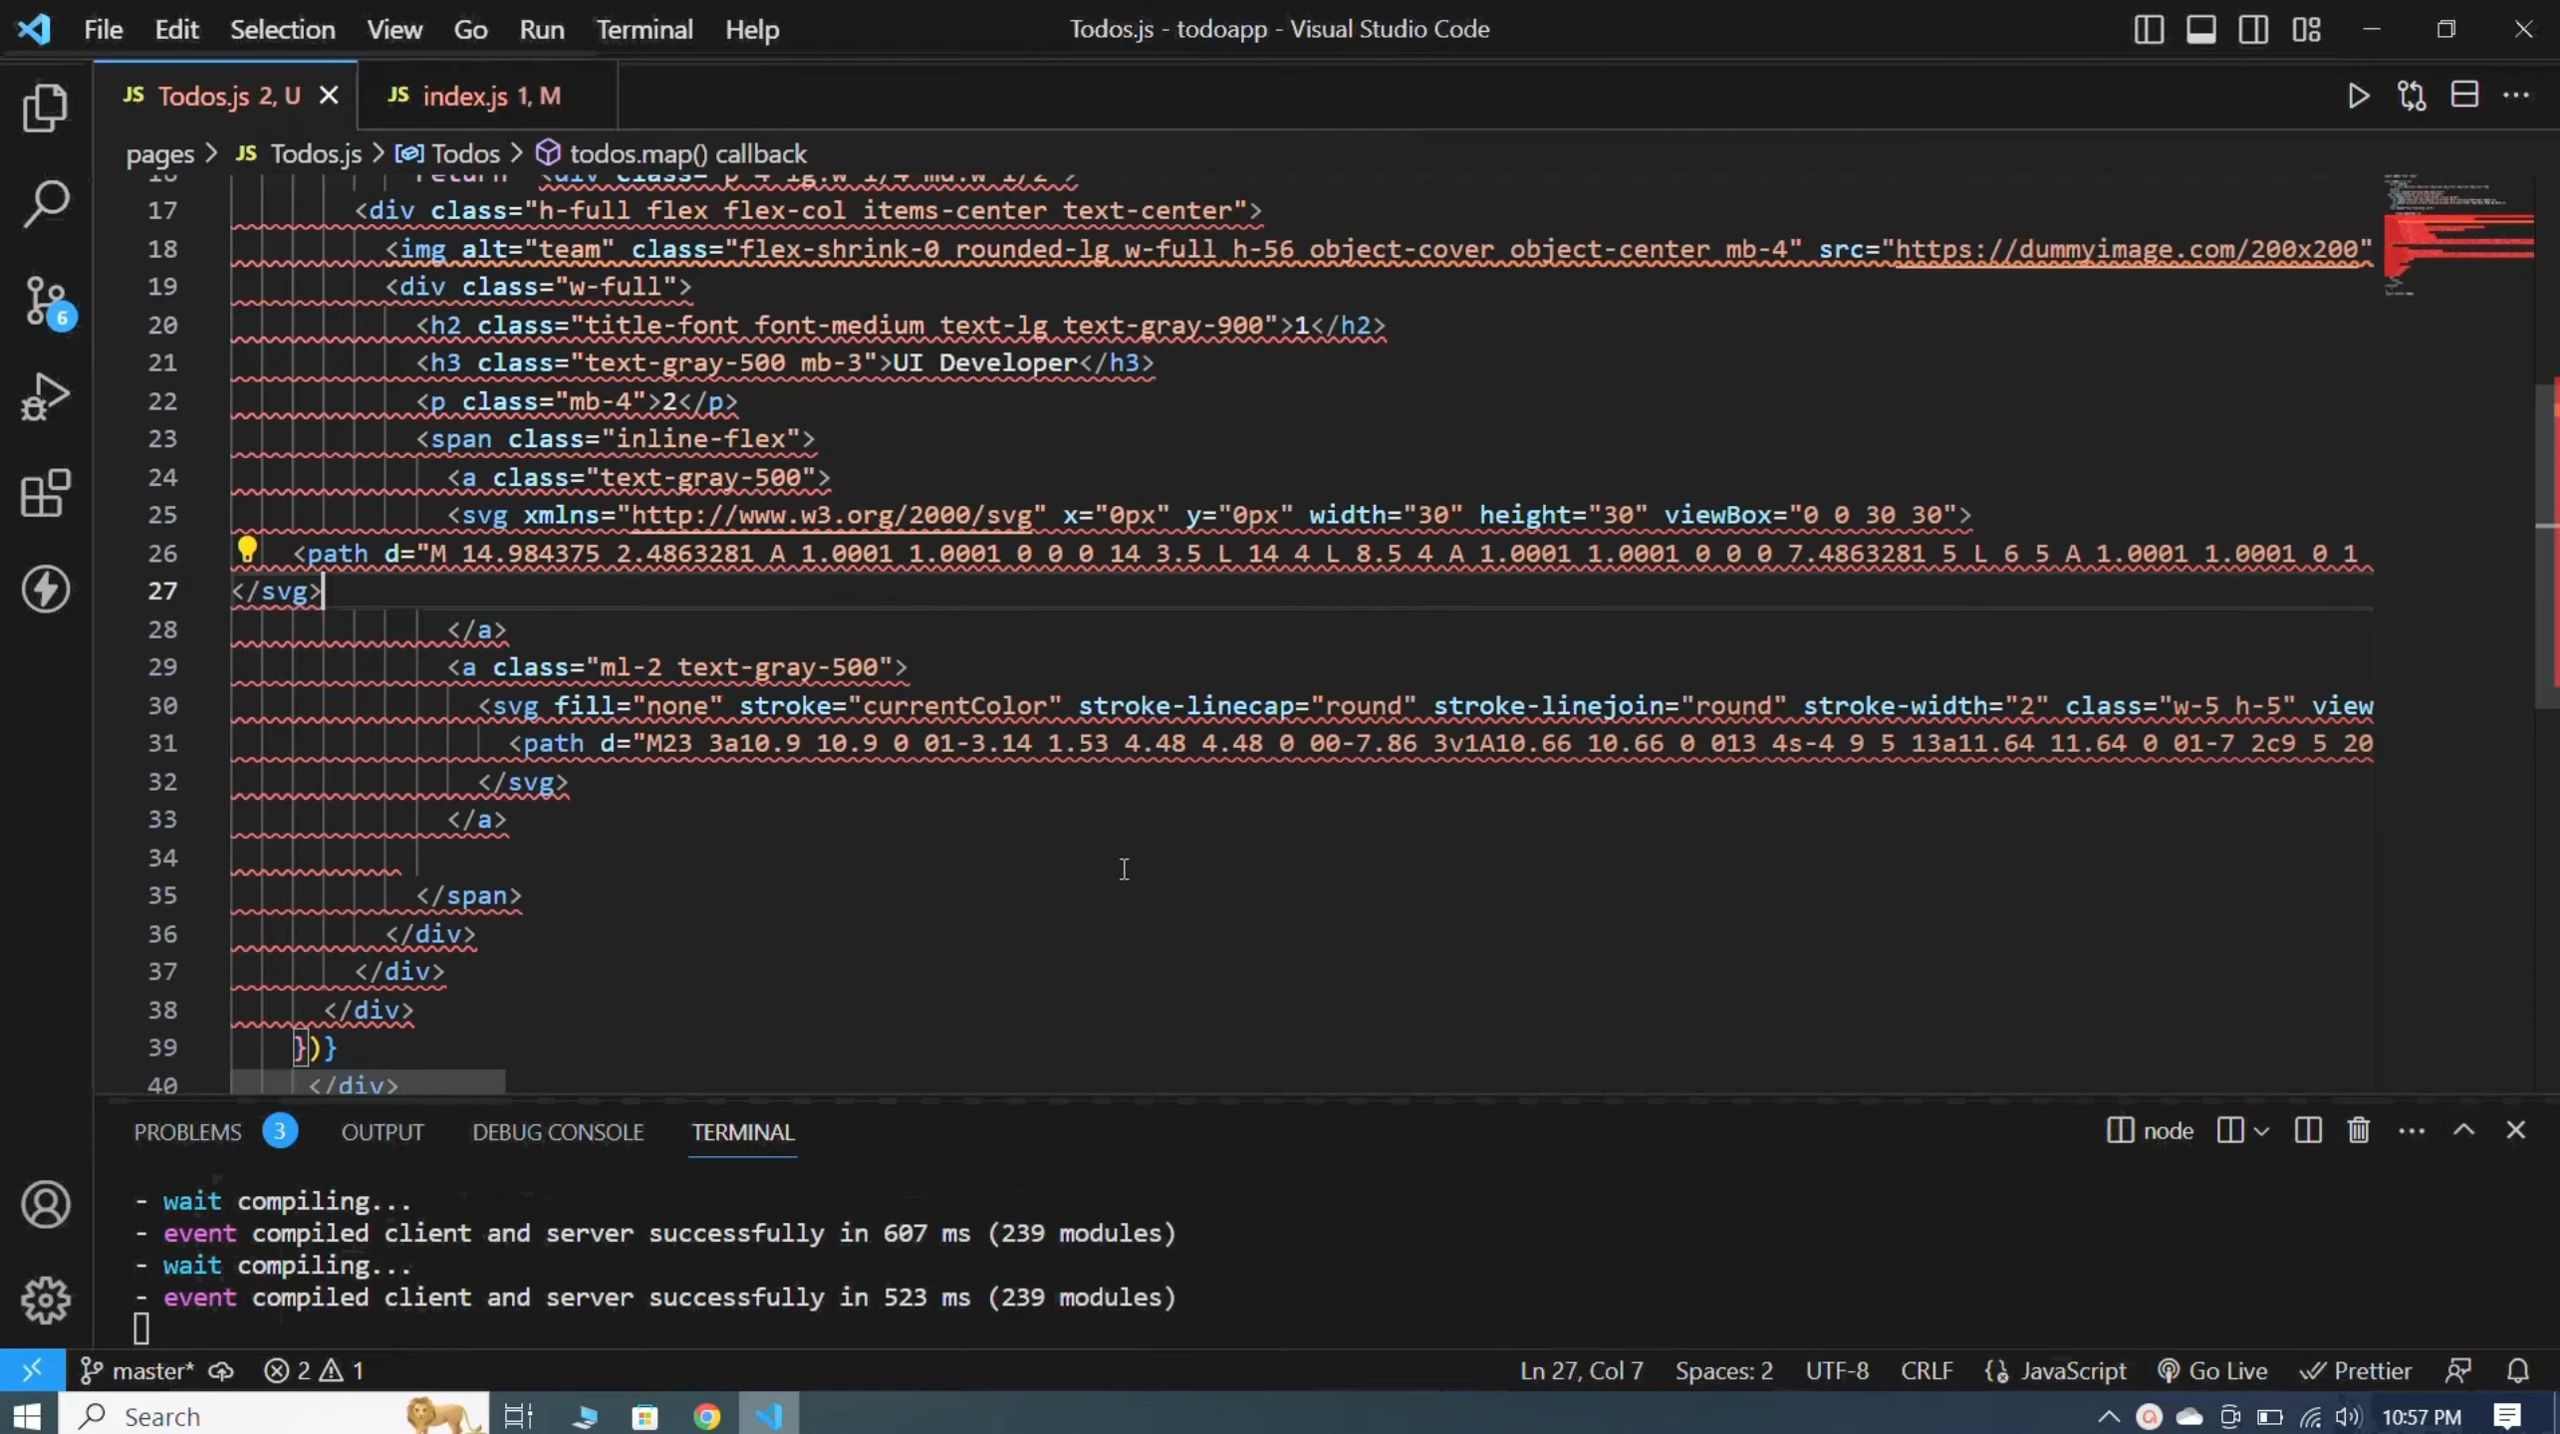 File Edit Selection View Go Run Terminal Help
Todos.js - todoapp - Visual Studio Code
JS Todos.js 2, U
JS index.js 1, M
pages > JS Todos.js > Todos > todos.map() callback
17 <div class="h-full flex flex-col items-center text-center">
18 <img alt="team" class="flex-shrink-0 rounded-lg w-full h-56 object-cover object-center mb-4" src="https://dummyimage.com/200x200"
19 <div class="w-full">
20 <h2 class="title-font font-medium text-lg text-gray-900">1</h2>
21 <h3 class="text-gray-500 mb-3">UI Developer</h3>
22 <p class="mb-4">2</p>
23 <span class="inline-flex">
24 <a class="text-gray-500">
25 <svg xmlns="http://www.w3.org/2000/svg" x="0px" y="0px" width="30" height="30" viewBox="0 0 30 30">
26 <path d="M 14.984375 2.4863281 A 1.0001 1.0001 0 0 0 14 3.5 L 14 4 L 8.5 4 A 1.0001 1.0001 0 0 0 7.4863281 5 L 6 5 A 1.0001 1.0001 0 1
27 </svg>
28 </a>
29 <a class="ml-2 text-gray-500">
30 <svg fill="none" stroke="currentColor" stroke-linecap="round" stroke-linejoin="round" stroke-width="2" class="w-5 h-5" view
31 <path d="M23 3a10.9 10.9 0 01-3.14 1.53 4.48 4.48 0 00-7.86 3v1A10.66 10.66 0 013 4s-4 9 5 13a11.64 11.64 0 01-7 2c9 5 20
32 </svg>
33 </a>
34
35 </span>
36 </div>
37 </div>
38 </div>
39 })}
40 </div>
PROBLEMS 3 OUTPUT DEBUG CONSOLE TERMINAL
node
- wait compiling...
- event compiled client and server successfully in 607 ms (239 modules)
- wait compiling...
- event compiled client and server successfully in 523 ms (239 modules)
6
master* 2 1
Ln 27, Col 7 Spaces: 2 UTF-8 CRLF JavaScript Go Live Prettier
Search
10:57 PM